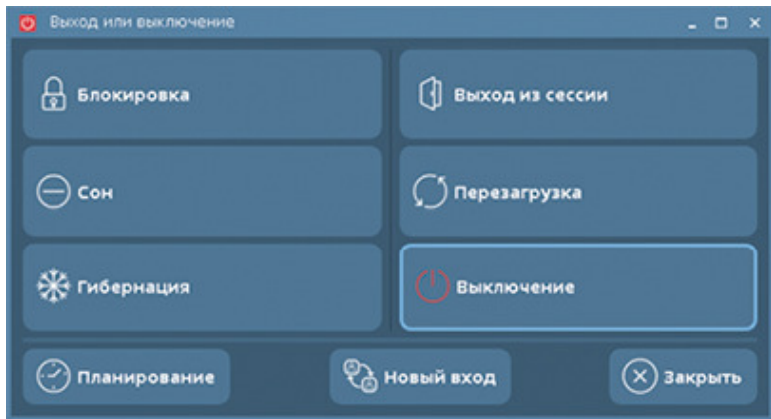 Выход или выключение
Блокировка
Выход из сессии
Сон
Перезагрузка
Гибернация
Выключение
Планирование
Новый вход
Закрыть